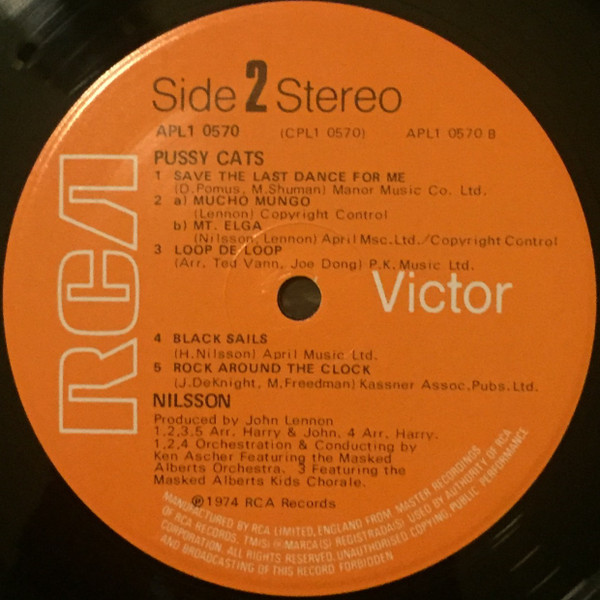 Side 2 Stereo
APL1 0570 (CPL1 0570) APL1 0570 B
PUSSY CATS
1 SAVE THE LAST DANCE FOR ME
(D. Pomus, M.Shuman) Manor Music Co. Ltd.
2 a) MUCHO MUNGO
(Lennon) Copyright Control
b) MT. ELGA
(Nilsson, Lennon) April Msc.Ltd./Copyright Control
3 LOOP DE LOOP
(Arr. Ted Vann, Joe Dong) P.K.Music Ltd.
RCA
Victor
4 BLACK SAILS
(H.Nilsson) April Music Ltd.
5 ROCK AROUND THE CLOCK
(J.DeKnight, M.Freedman) Kassner Assoc.Pubs.Ltd.
NILSSON
Produced by John Lennon
1,2,3,5 Arr. Harry & John. 4 Arr. Harry.
1,2,4 Orchestration & Conducting by
Ken Ascher Featuring the Masked
Alberts Orchestra. 3 Featuring the
Masked Alberts Kids Chorale.
℗1974 RCA Records
MANUFACTURED BY RCA LIMITED, ENGLAND FROM MASTER RECORDINGS
OF RCA RECORDS. TM(S) ® MARCA(S) REGISTRADA(S) USED BY AUTHORITY OF RCA
CORPORATION. ALL RIGHTS RESERVED. UNAUTHORISED COPYING, PUBLIC PERFORMANCE
AND BROADCASTING OF THIS RECORD FORBIDDEN